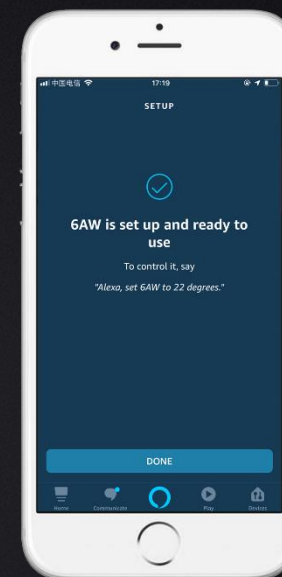 中国电信 17:19
SETUP
6AW is set up and ready to
use
To control it, say
"Alexa, set 6AW to 22 degrees."
DONE
Home Communicate Play Devices